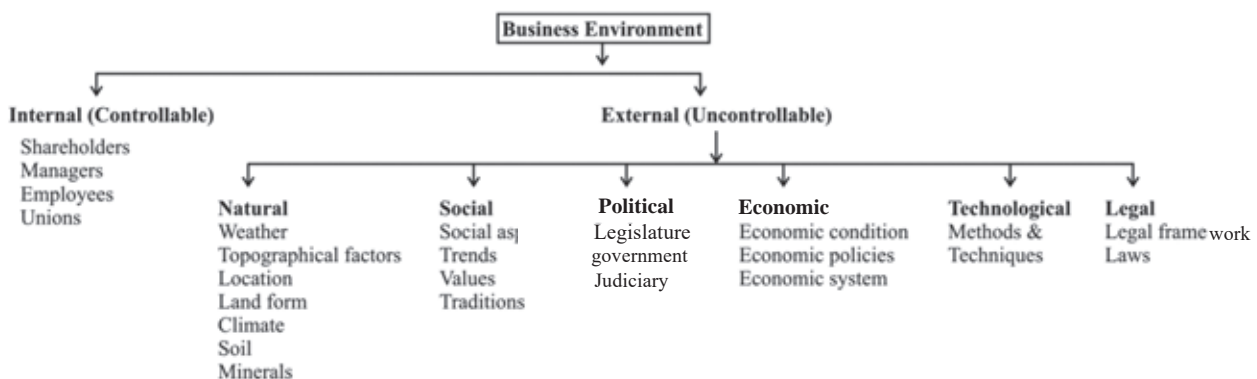 Business Environment
Internal (Controllable)
Shareholders
Managers
Employees
Unions
External (Uncontrollable)
Natural
Weather
Topographical factors
Location
Land form
Climate
Soil
Minerals
Social
Social
Trends
Values
Traditions
Political
Legislature
government
Judiciary
Economic
Economic condition
Economic policies
Economic system
Technological
Methods &
Techniques
Legal
Legal frame work
Laws